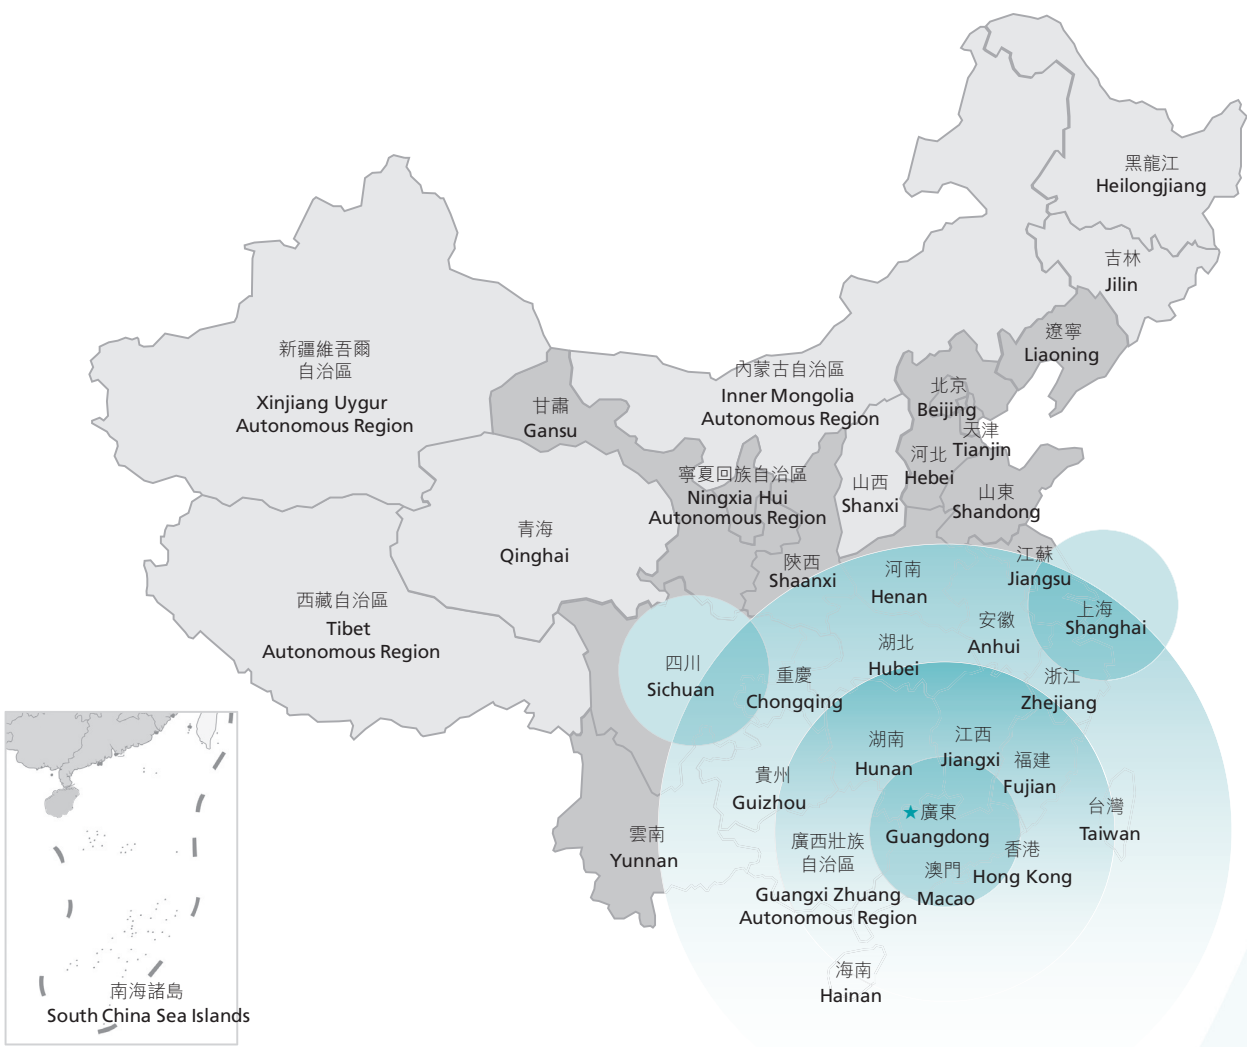 黑龍江
Heilongjiang
吉林
Jilin
遼寧
Liaoning
新疆維吾爾
自治區
Xinjiang Uygur
Autonomous Region
甘肅
Gansu
內蒙古自治區
Inner Mongolia
Autonomous Region
北京
Beijing
天津
Tianjin
河北
Hebei
寧夏回族自治區
Ningxia Hui
Autonomous Region
山西
Shanxi
山東
Shandong
青海
Qinghai
陝西
Shaanxi
河南
Henan
江蘇
Jiangsu
西藏自治區
Tibet
Autonomous Region
安徽
Anhui
上海
Shanghai
四川
Sichuan
重慶
Chongqing
湖北
Hubei
浙江
Zhejiang
湖南
Hunan
江西
Jiangxi
福建
Fujian
貴州
Guizhou
台灣
Taiwan
雲南
Yunnan
★廣東
Guangdong
廣西壯族
自治區
Guangxi Zhuang
Autonomous Region
澳門
Macao
香港
Hong Kong
海南
Hainan
南海諸島
South China Sea Islands